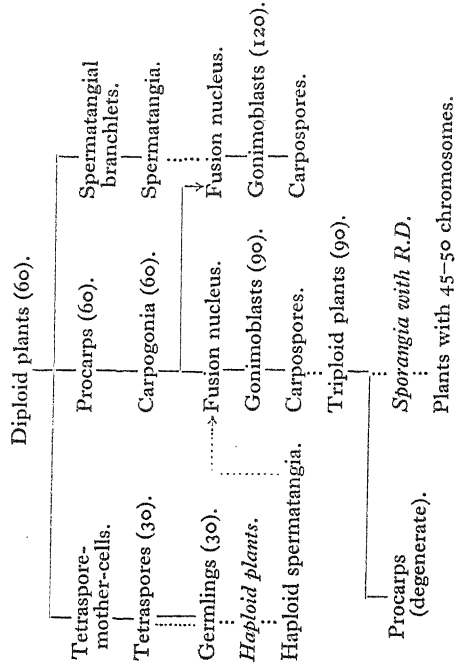 Diploid plants (60).
Tetraspore-
mother-cells.
Tetraspores (30).
Germlings (30).
Haploid plants.
Haploid spermatangia.
Procarps (60).
Carpogonia (60).
Fusion nucleus.
Gonimoblasts (90).
Carpospores.
Triploid plants (90).
Procarps
(degenerate).
Sporangia with R.D.
Plants with 45–50 chromosomes.
Spermatangial
branchlets.
Spermatangia.
Fusion nucleus.
Gonimoblasts (120).
Carpospores.